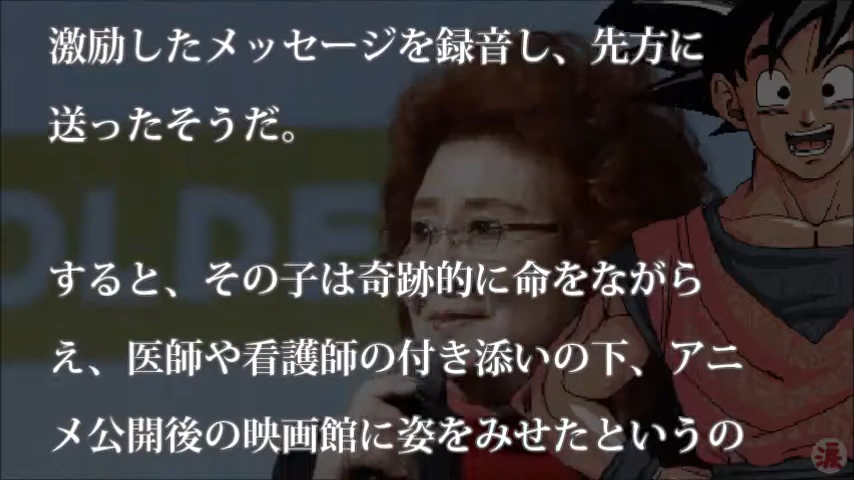 激励したメッセージを録音し、先方に
送ったそうだ。
すると、その子は奇跡的に命をながら
え、医師や看護師の付き添いの下、アニ
メ公開後の映画館に姿をみせたというの
OLDE
涙